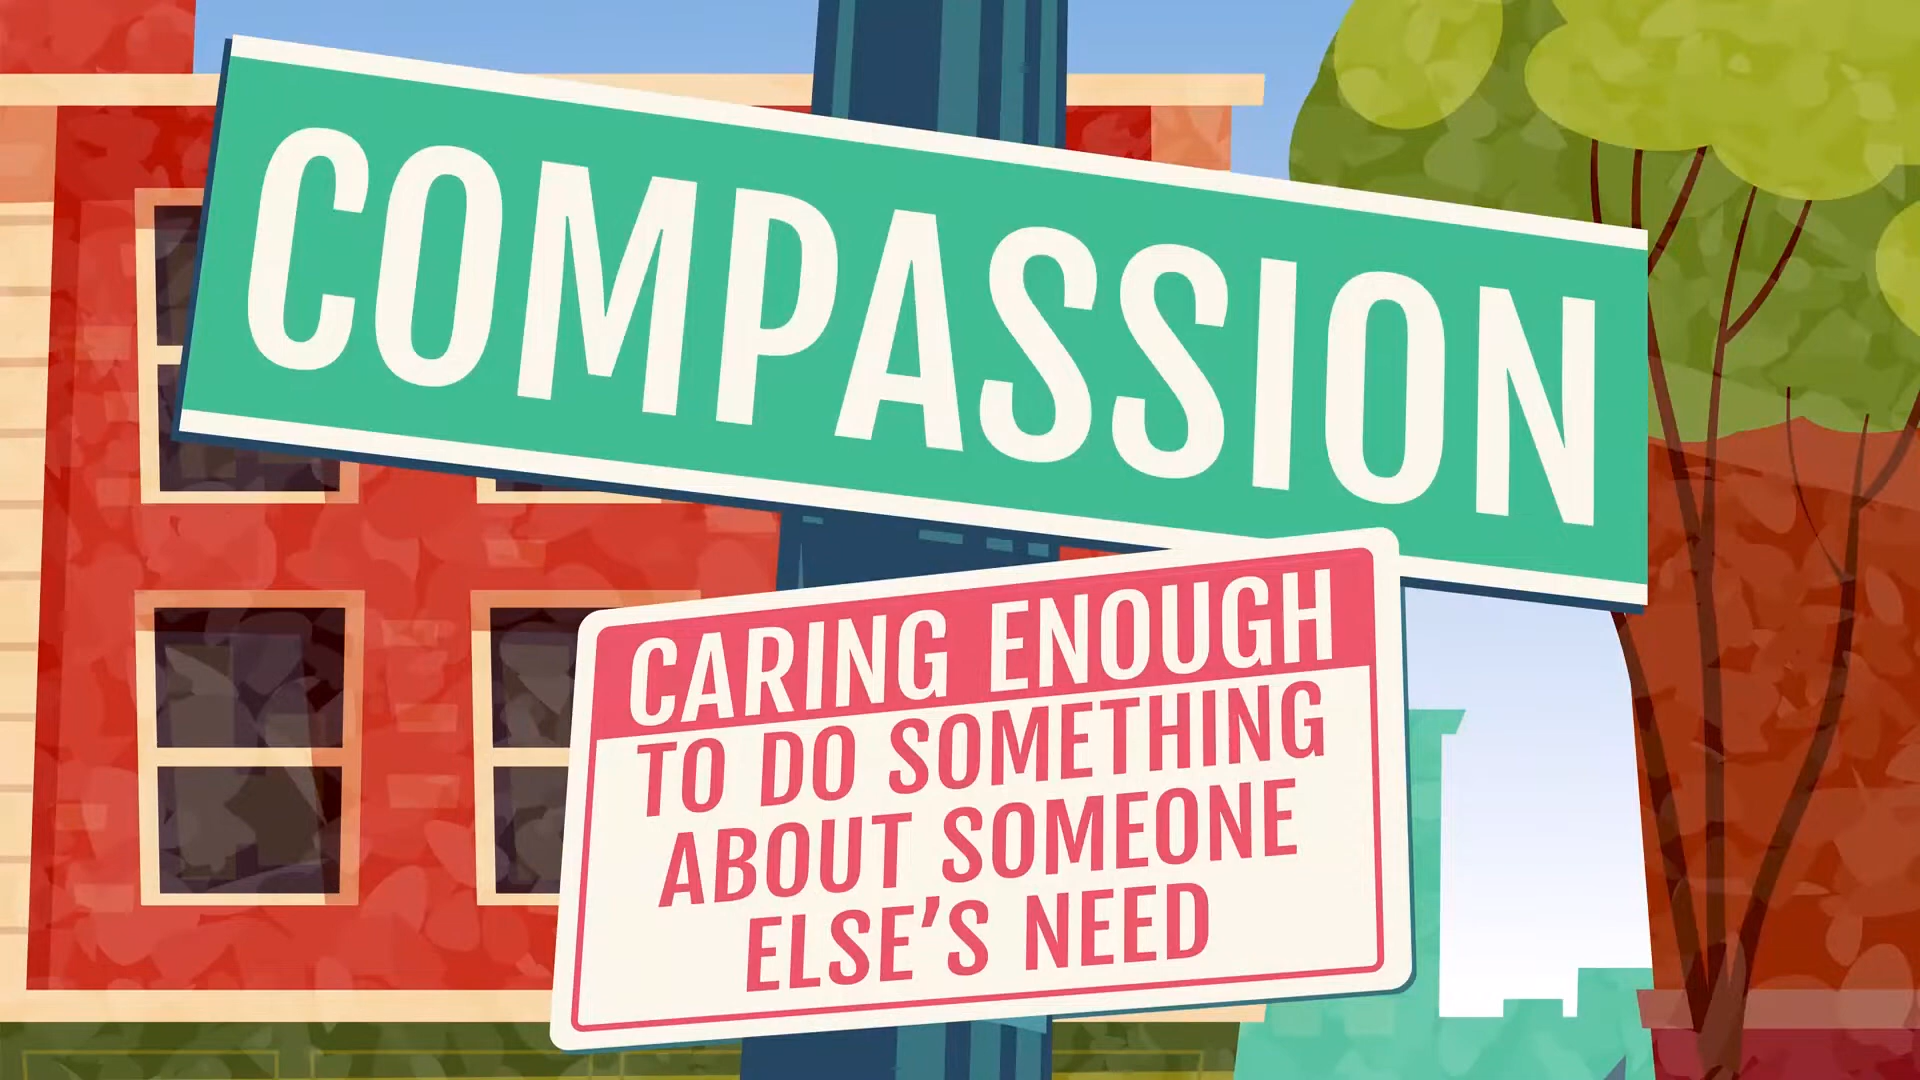 COMPASSION
CARING ENOUGH
TO DO SOMETHING
ABOUT SOMEONE
ELSE’S NEED